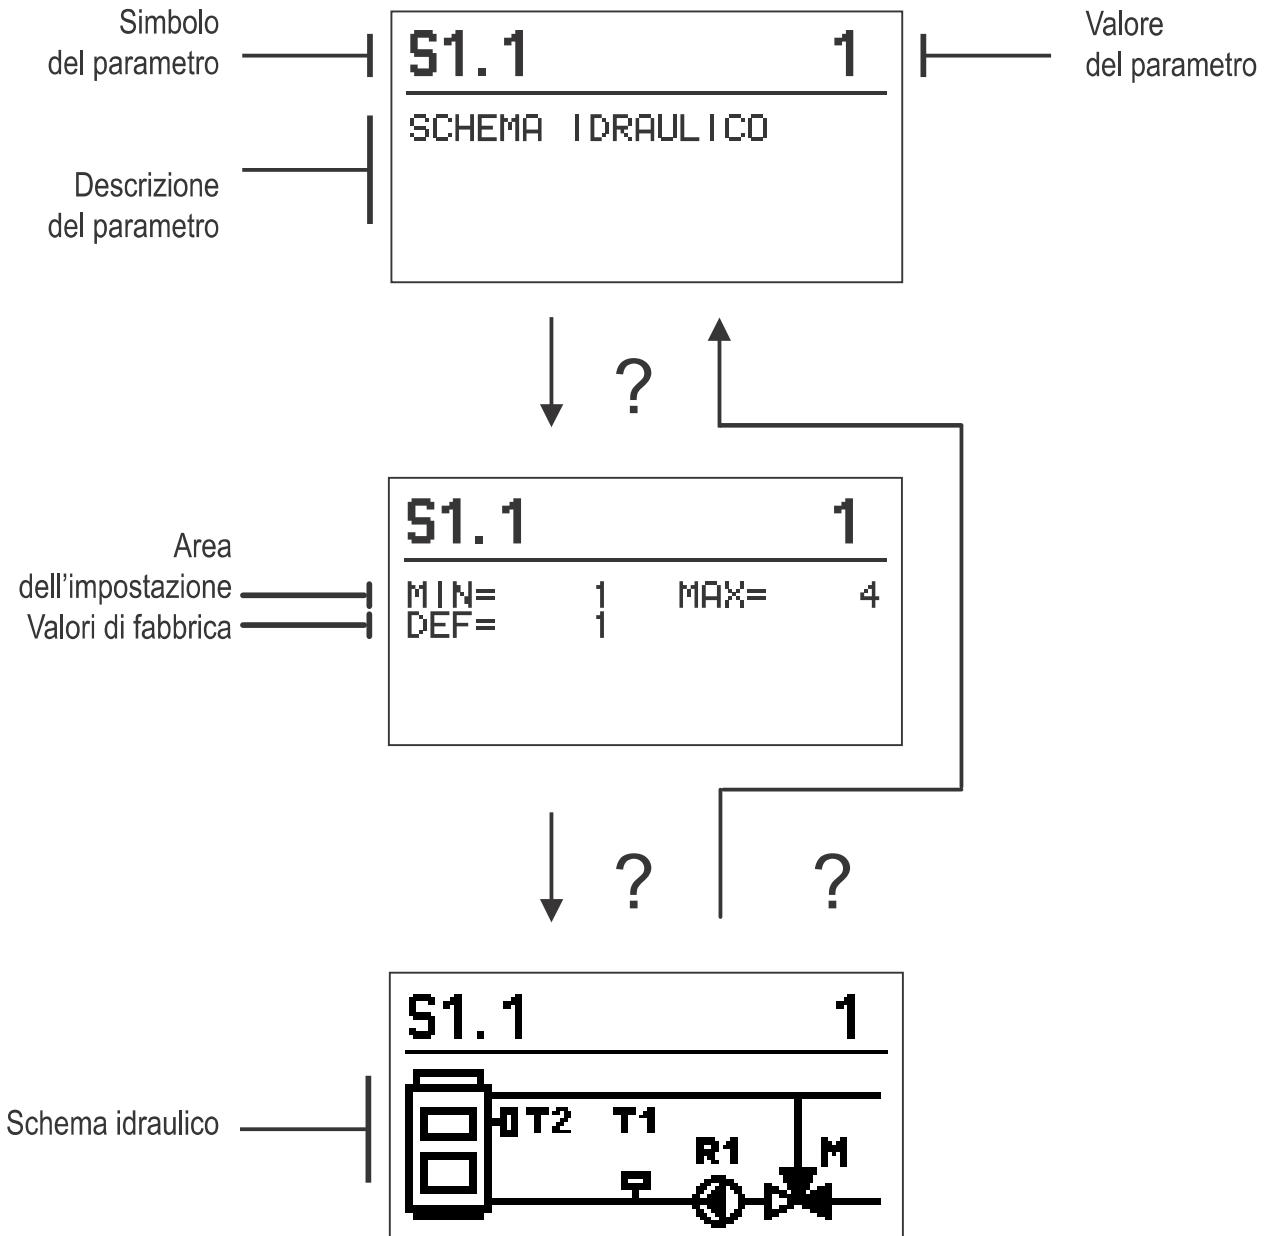 Simbolo
del parametro
S1.1 1
Valore
del parametro
SCHEMA IDRAULICO
Descrizione
del parametro
?
S1.1 1
Area
dell'impostazione
Valori di fabbrica
MIN= 1 MAX= 4
DEF= 1
? ?
S1.1 1
Schema idraulico
T2 T1
R1 M